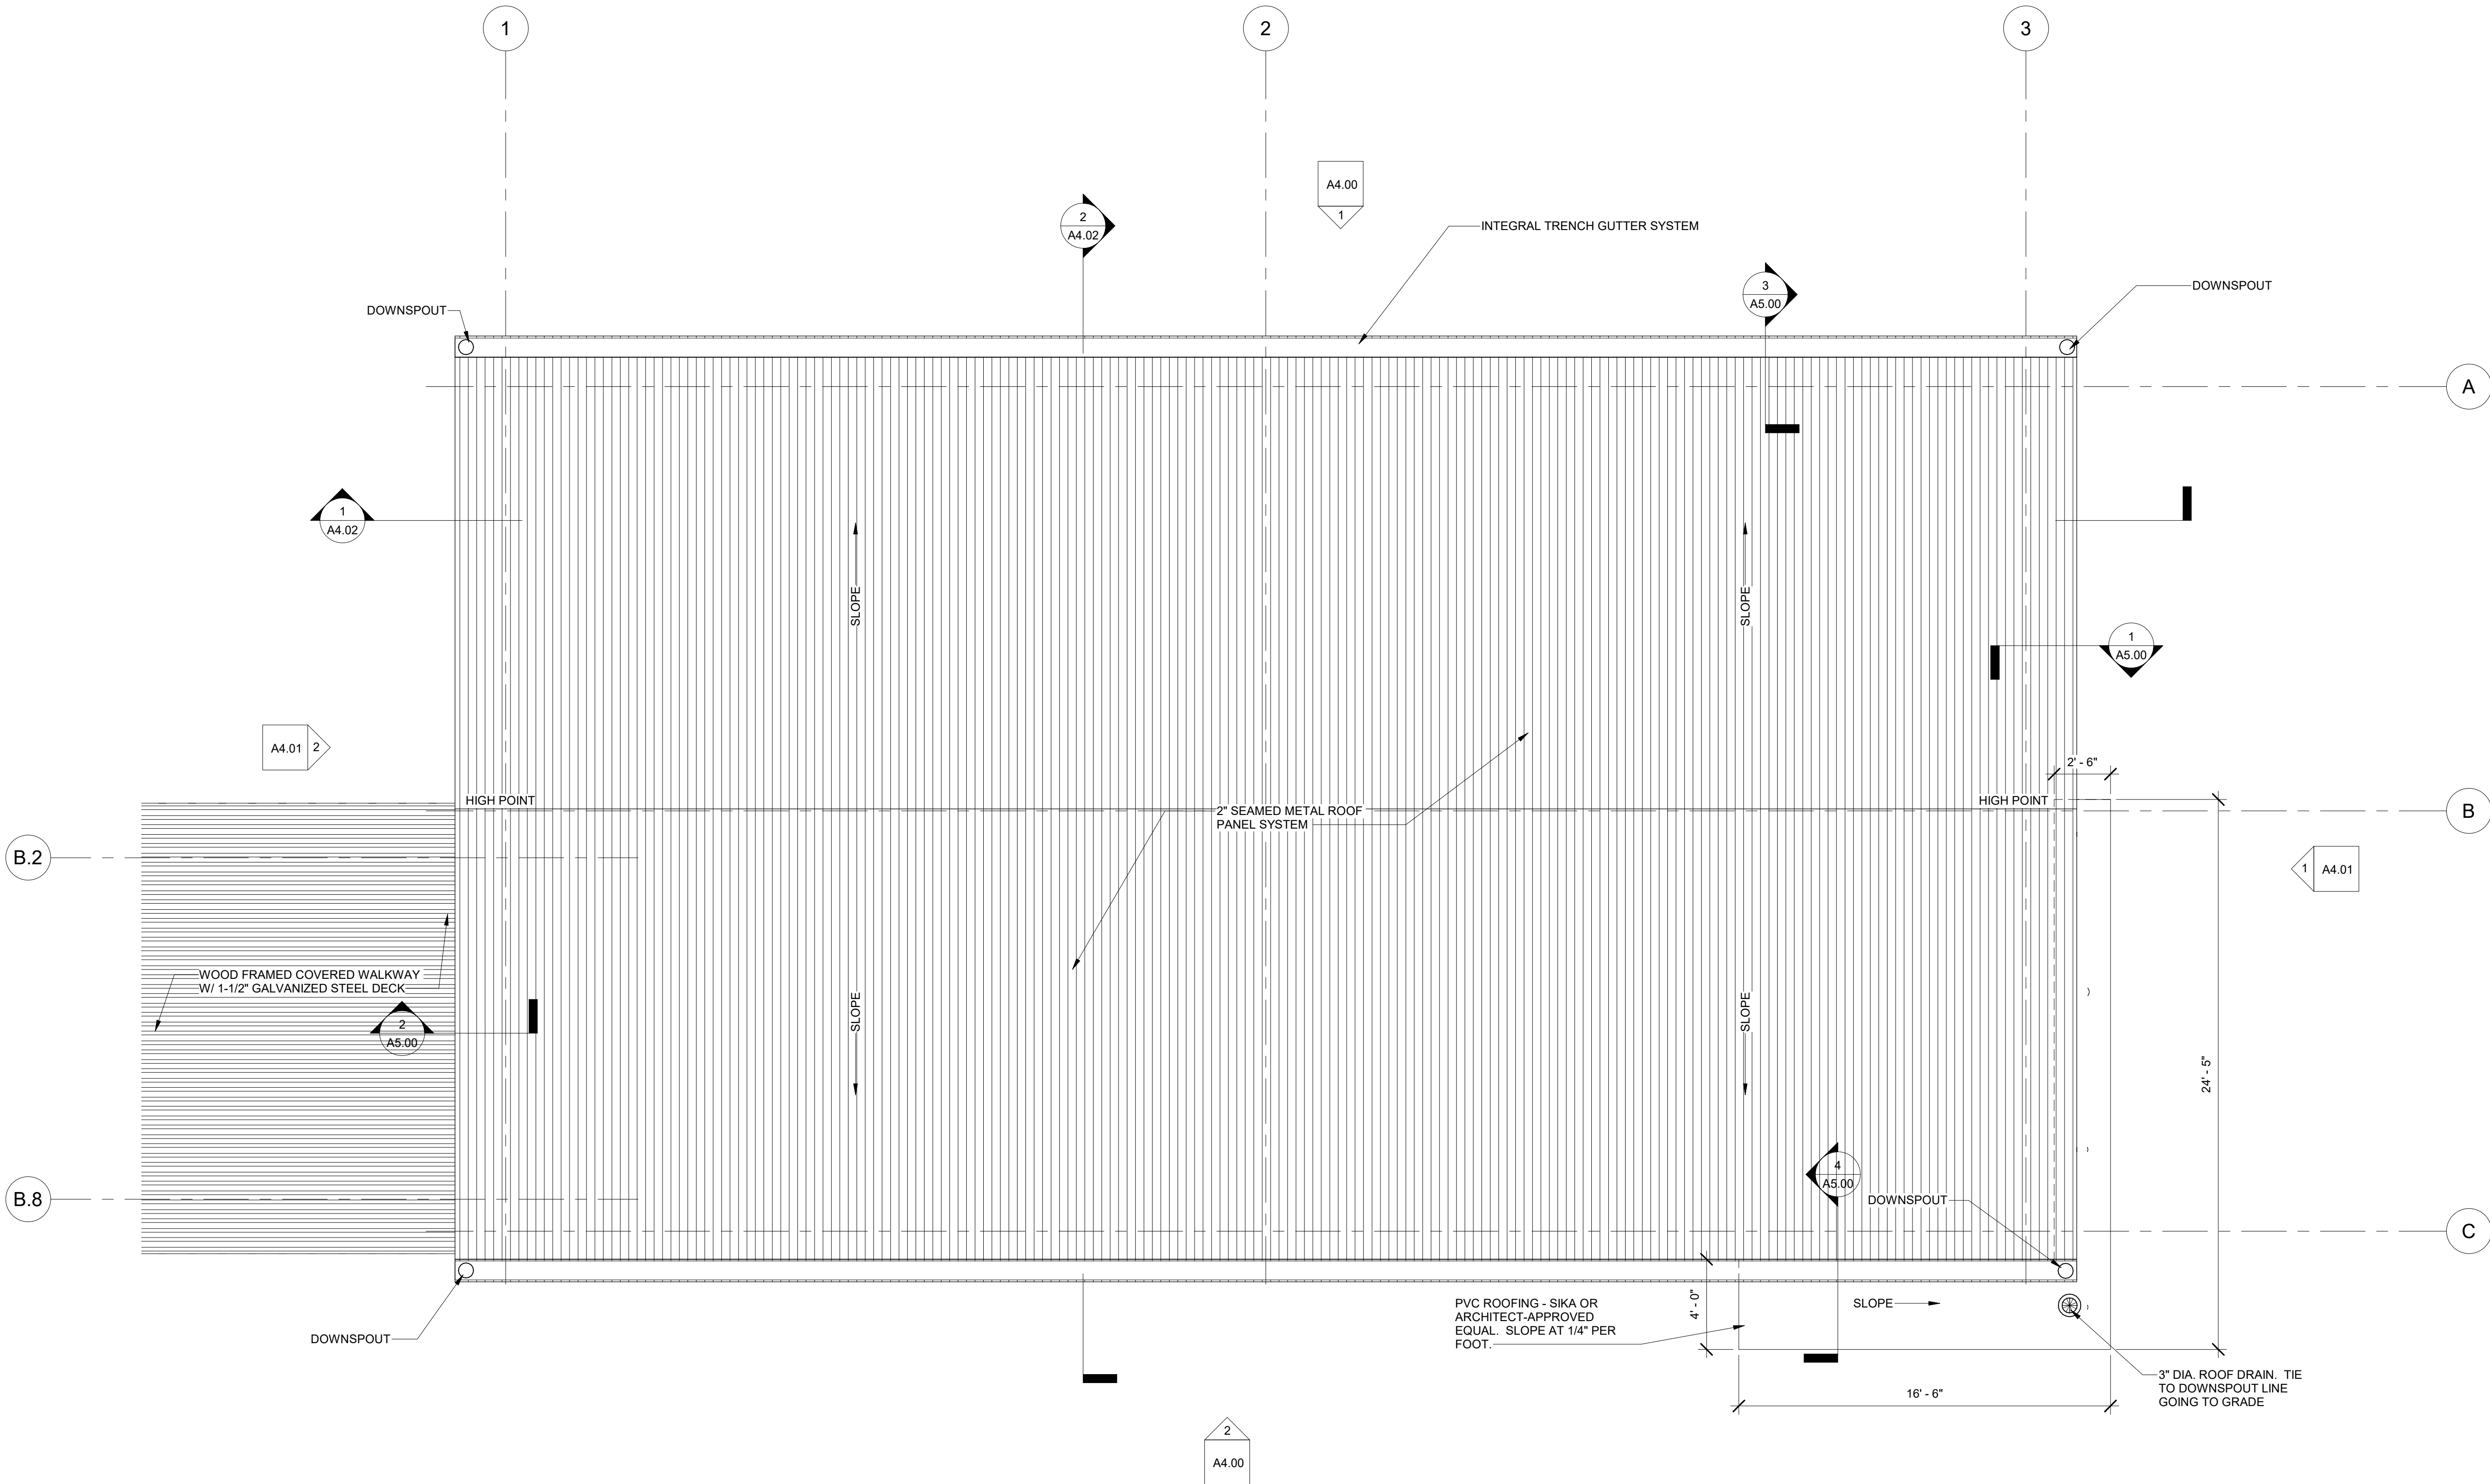 1
2
3
A4.00
1
2
A4.02
INTEGRAL TRENCH GUTTER SYSTEM
3
A5.00
DOWNSPOUT
DOWNSPOUT
A
1
A4.02
SLOPE
SLOPE
1
A5.00
A4.01
2
2' - 6"
HIGH POINT
HIGH POINT
2" SEAMED METAL ROOF
PANEL SYSTEM
B
B.2
1
A4.01
WOOD FRAMED COVERED WALKWAY
W/ 1-1/2" GALVANIZED STEEL DECK
2
A5.00
SLOPE
SLOPE
24' - 5"
4
A5.00
DOWNSPOUT
B.8
C
DOWNSPOUT
PVC ROOFING - SIKA OR
ARCHITECT-APPROVED
EQUAL. SLOPE AT 1/4" PER
FOOT.
4' - 0"
SLOPE
3" DIA. ROOF DRAIN. TIE
TO DOWNSPOUT LINE
GOING TO GRADE
16' - 6"
2
A4.00